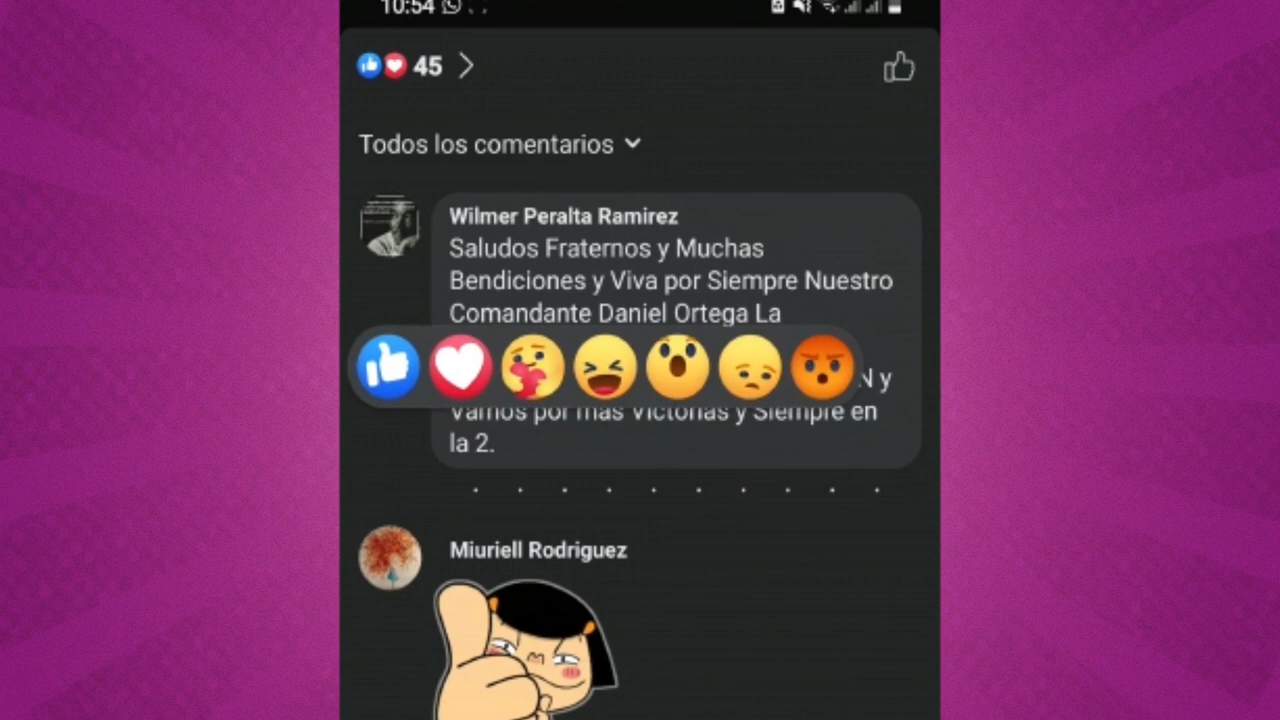 10:54
45
Todos los comentarios
Wilmer Peralta Ramirez
Saludos Fraternos y Muchas
Bendiciones y Viva por Siempre Nuestro
Comandante Daniel Ortega La
y
Vamos por más Victorias y Siempre en
la 2.
Miuriell Rodriguez